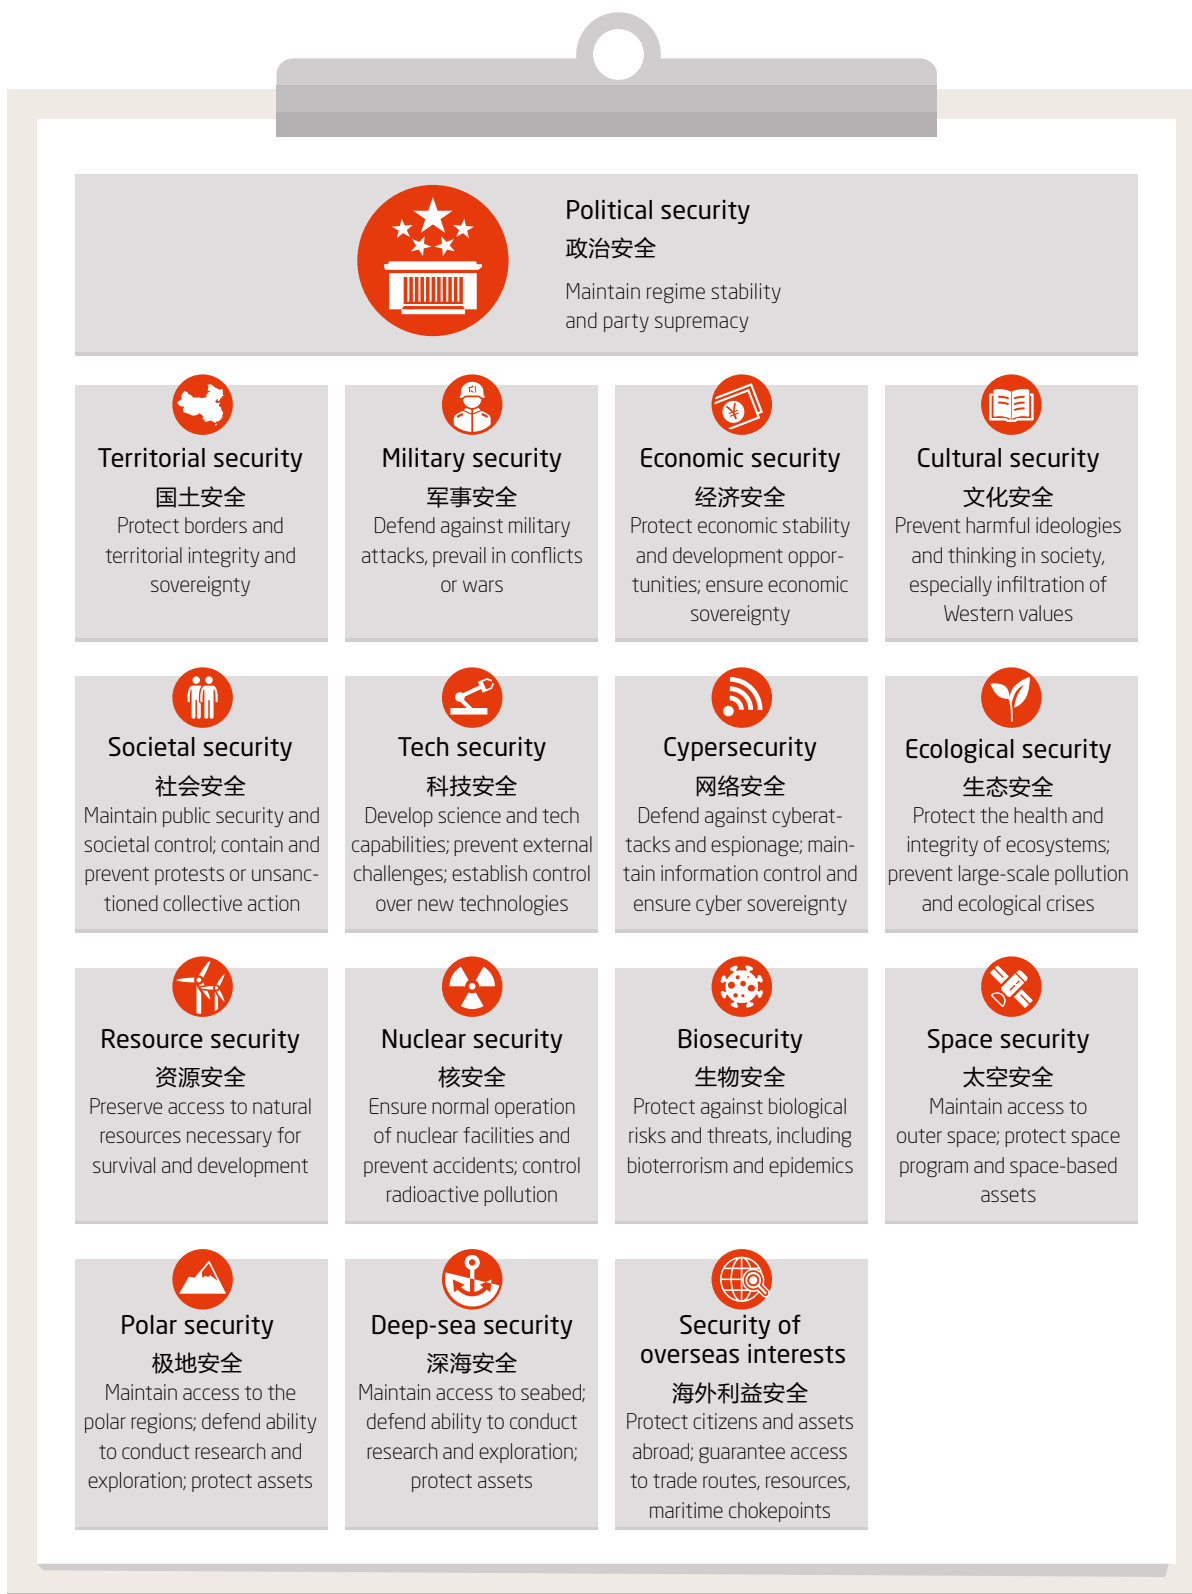 Political security
政治安全
Maintain regime stability
and party supremacy
Territorial security
国土安全
Protect borders and
territorial integrity and
sovereignty
Military security
军事安全
Defend against military
attacks, prevail in conflicts
or wars
Economic security
经济安全
Protect economic stability
and development oppor-
tunities; ensure economic
sovereignty
Cultural security
文化安全
Prevent harmful ideologies
and thinking in society,
especially infiltration of
Western values
Societal security
社会安全
Maintain public security and
societal control; contain and
prevent protests or unsanc-
tioned collective action
Tech security
科技安全
Develop science and tech
capabilities; prevent external
challenges; establish control
over new technologies
Cypersecurity
网络安全
Defend against cyberat-
tacks and espionage; main-
tain information control and
ensure cyber sovereignty
Ecological security
生态安全
Protect the health and
integrity of ecosystems;
prevent large-scale pollution
and ecological crises
Resource security
资源安全
Preserve access to natural
resources necessary for
survival and development
Nuclear security
核安全
Ensure normal operation
of nuclear facilities and
prevent accidents; control
radioactive pollution
Biosecurity
生物安全
Protect against biological
risks and threats, including
bioterrorism and epidemics
Space security
太空安全
Maintain access to
outer space; protect space
program and space-based
assets
Polar security
极地安全
Maintain access to the
polar regions; defend ability
to conduct research and
exploration; protect assets
Deep-sea security
深海安全
Maintain access to seabed;
defend ability to conduct
research and exploration;
protect assets
Security of
overseas interests
海外利益安全
Protect citizens and assets
abroad; guarantee access
to trade routes, resources,
maritime chokepoints